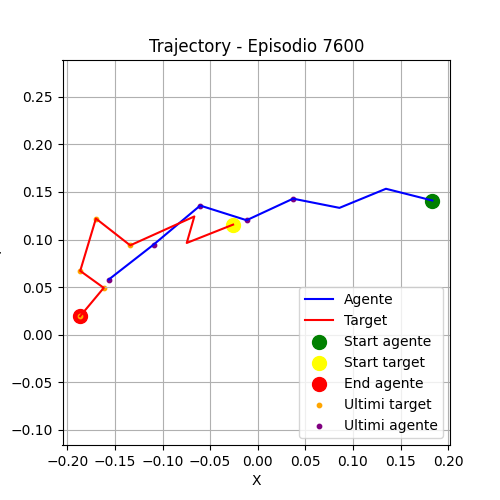 Trajectory - Episodio 7600
0.25
0.20
0.15
0.10
0.05
0.00
−0.05
−0.10
−0.20
−0.15
−0.10
−0.05
0.00
0.05
0.10
0.15
0.20
X
Agente
Target
Start agente
Start target
End agente
Ultimi target
Ultimi agente